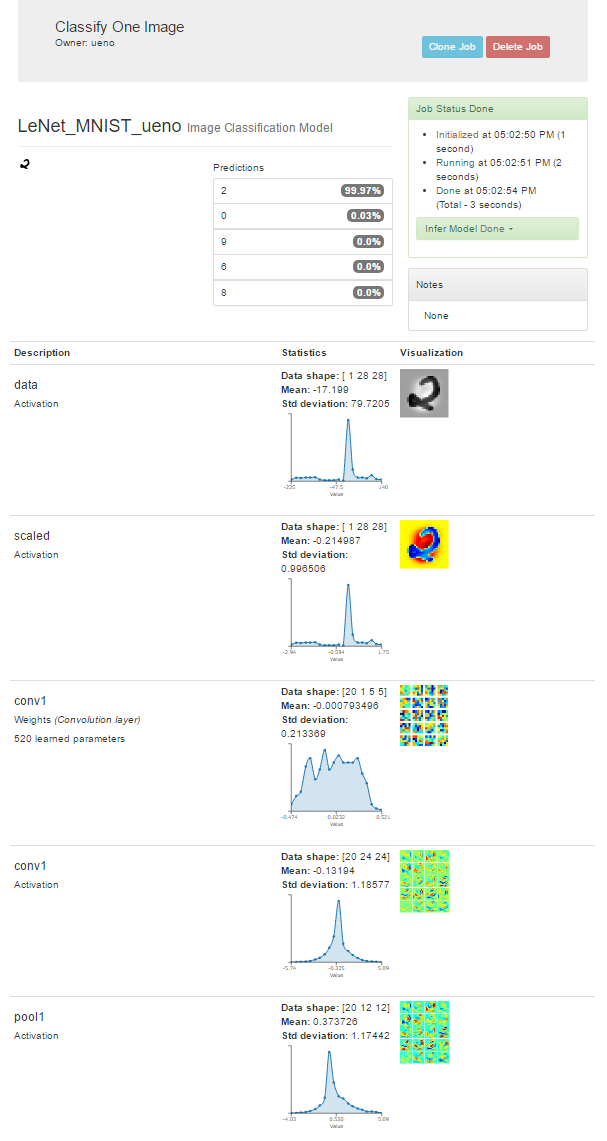 Classify One Image
Owner: ueno
Clone Job Delete Job
LeNet_MNIST_ueno Image Classification Model
Predictions
2 99.97%
0 0.03%
9 0.0%
6 0.0%
8 0.0%
Job Status Done
Initialized at 05:02:50 PM (1
second)
Running at 05:02:51 PM (2
seconds)
Done at 05:02:54 PM
(Total - 3 seconds)
Infer Model Done
Notes
None
Description Statistics Visualization
data
Activation
Data shape: [ 1 28 28]
Mean: -17.199
Std deviation: 79.7205
-235 -47.5 140
Value
scaled
Activation
Data shape: [ 1 28 28]
Mean: -0.214987
Std deviation:
0.996506
-2.94 -0.594 1.75
Value
conv1
Weights (Convolution layer)
520 learned parameters
Data shape: [20 1 5 5]
Mean: -0.000793496
Std deviation:
0.213369
-0.474 0.0232 0.521
Value
conv1
Activation
Data shape: [20 24 24]
Mean: -0.13194
Std deviation: 1.18577
-5.74 -0.325 5.09
Value
pool1
Activation
Data shape: [20 12 12]
Mean: 0.373726
Std deviation: 1.17442
-4.03 0.530 5.09
Value